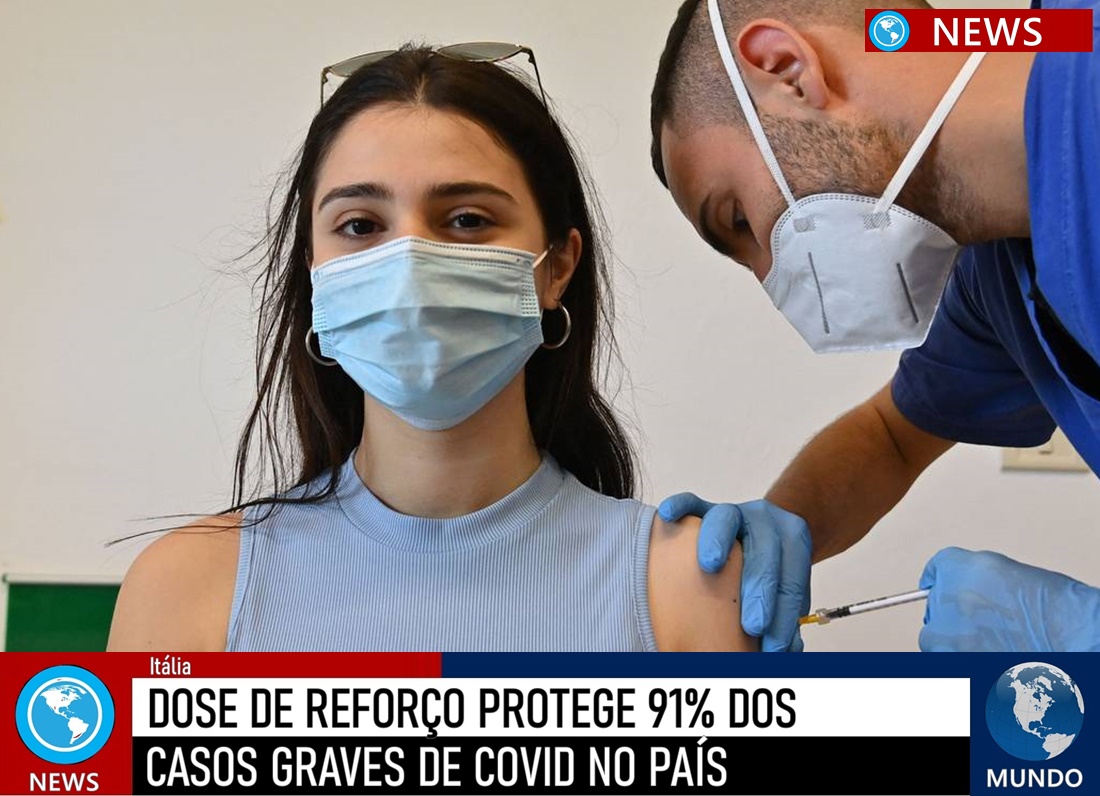 NEWS
Itália
DOSE DE REFORÇO PROTEGE 91% DOS
CASOS GRAVES DE COVID NO PAÍS
NEWS
MUNDO